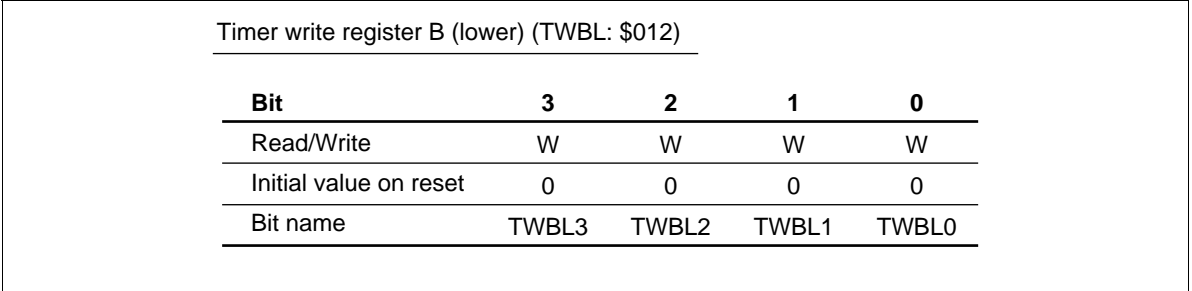 Timer write register B (lower) (TWBL: $012)
Bit 3 2 1 0
Read/Write W W W W
Initial value on reset 0 0 0 0
Bit name TWBL3 TWBL2 TWBL1 TWBL0